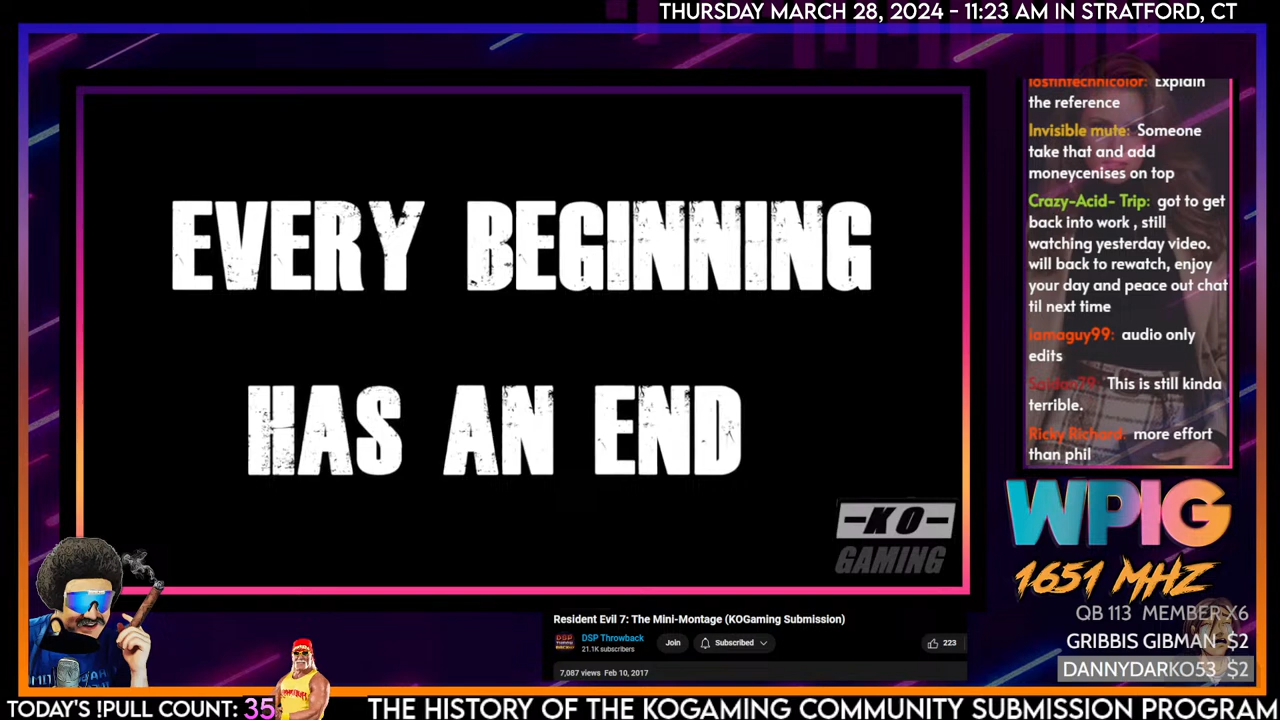 THURSDAY MARCH 28, 2024 - 11:23 AM IN STRATFORD, CT
EVERY BEGINNING
HAS AN END
-KO-
GAMING
lostintechnicolor: Explain
the reference
Invisible mute: Someone
take that and add
moneycenises on top
Crazy-Acid- Trip: got to get
back into work , still
watching yesterday video.
will back to rewatch, enjoy
your day and peace out chat
til next time
iamaguy99: audio only
edits
This is still kinda
terrible.
Ricky Richard: more effort
than phil
WPIG
1651 MHZ
QB 113 MEMBER X6
GRIBBIS GIBMAN $2
DANNYDARKO53 $2
Resident Evil 7: The Mini-Montage (KOGaming Submission)
DSP Throwback
21.1K subscribers
Join
Subscribed
223
7,087 views Feb 10, 2017
TODAY'S !PULL COUNT: 35
THE HISTORY OF THE KOGAMING COMMUNITY SUBMISSION PROGRAM